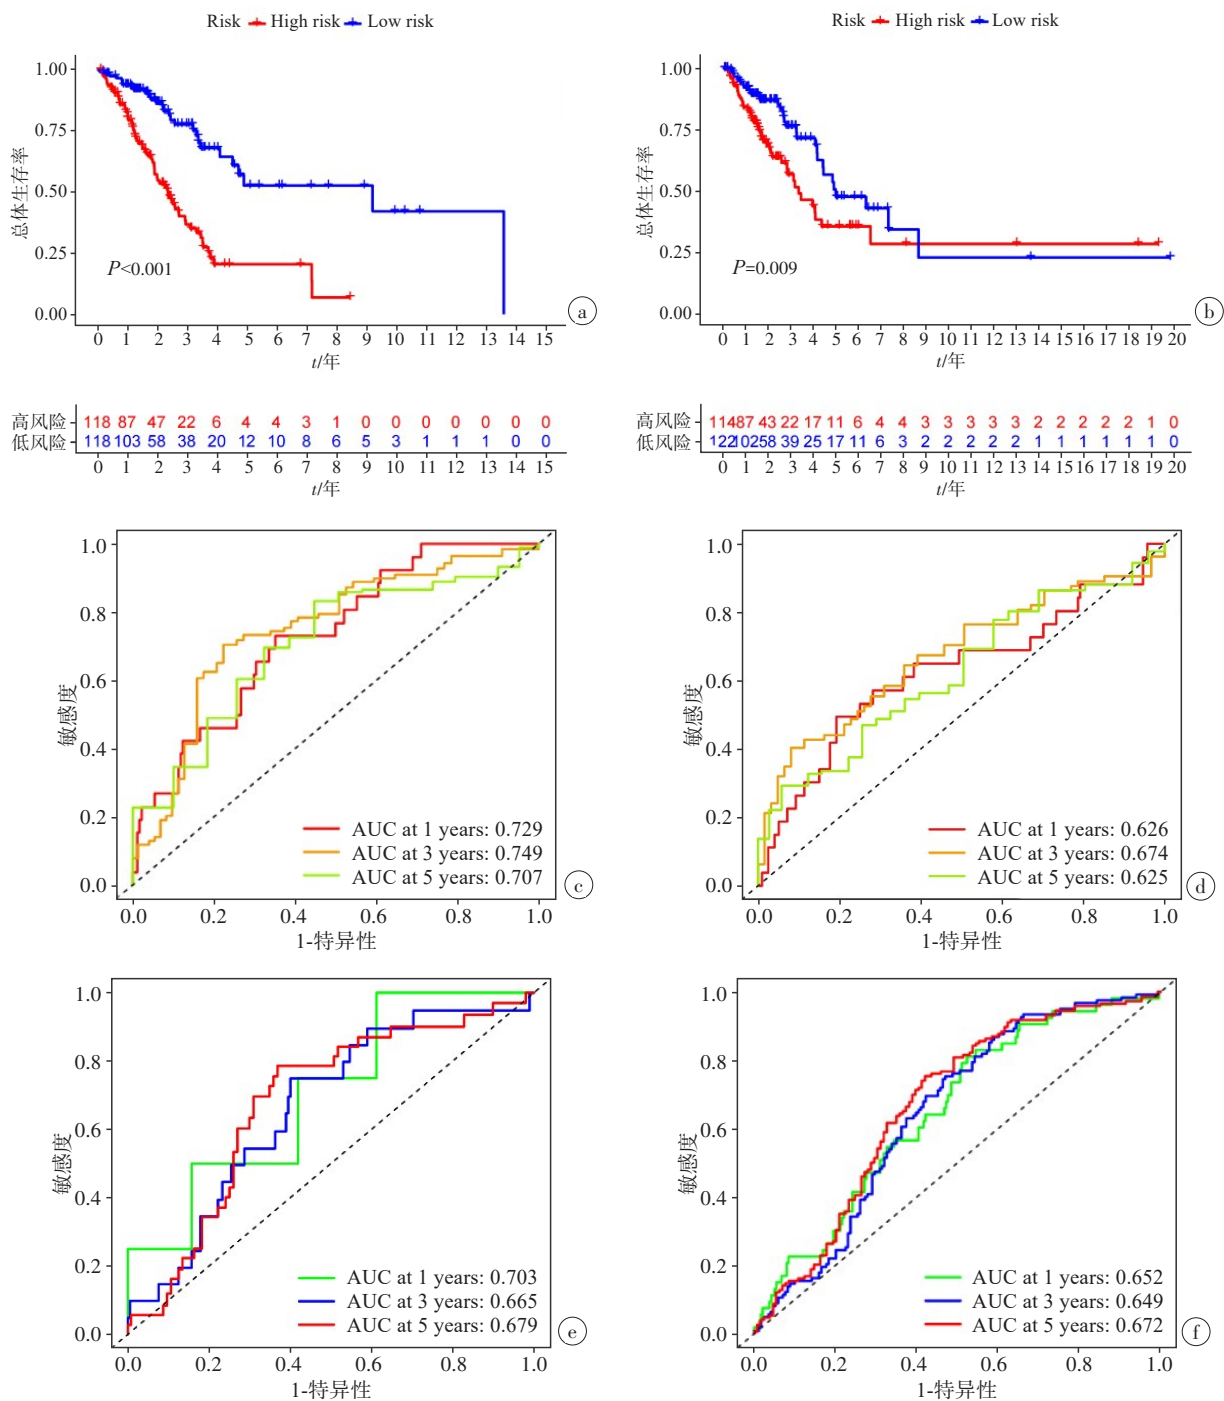 Risk High risk Low risk
1.00
0.75
0.50
0.25
0.00
总体生存率
P<0.001
0 1 2 3 4 5 6 7 8 9 10 11 12 13 14 15
t/年
a
高风险 118 87 47 22 6 4 4 3 1 0 0 0 0 0 0 0
低风险 118 103 58 38 20 12 10 8 6 5 3 1 1 1 0 0
0 1 2 3 4 5 6 7 8 9 10 11 12 13 14 15
t/年
Risk High risk Low risk
1.00
0.75
0.50
0.25
0.00
总体生存率
P=0.009
0 1 2 3 4 5 6 7 8 9 10 11 12 13 14 15 16 17 18 19 20
t/年
b
高风险 114 87 43 22 17 11 6 4 4 3 3 3 3 3 2 2 2 2 2 1 0
低风险 122 102 58 39 25 17 11 6 3 2 2 2 2 2 1 1 1 1 1 1 0
0 1 2 3 4 5 6 7 8 9 10 11 12 13 14 15 16 17 18 19 20
t/年
1.0
0.8
0.6
0.4
0.2
0.0
敏感度
AUC at 1 years: 0.729
AUC at 3 years: 0.749
AUC at 5 years: 0.707
c
0.0 0.2 0.4 0.6 0.8 1.0
1-特异性
1.0
0.8
0.6
0.4
0.2
0.0
敏感度
AUC at 1 years: 0.626
AUC at 3 years: 0.674
AUC at 5 years: 0.625
d
0.0 0.2 0.4 0.6 0.8 1.0
1-特异性
1.0
0.8
0.6
0.4
0.2
0.0
敏感度
AUC at 1 years: 0.703
AUC at 3 years: 0.665
AUC at 5 years: 0.679
e
0.0 0.2 0.4 0.6 0.8 1.0
1-特异性
1.0
0.8
0.6
0.4
0.2
0.0
敏感度
AUC at 1 years: 0.652
AUC at 3 years: 0.649
AUC at 5 years: 0.672
f
0.0 0.2 0.4 0.6 0.8 1.0
1-特异性